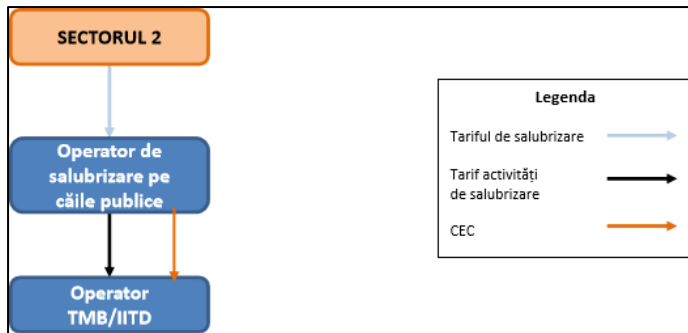 SECTORUL 2
Operator de
salubrizare pe
căile publice
Operator
TMB/IITD
Legenda
Tariful de salubrizare
Tarif activități
de salubrizare
CEC